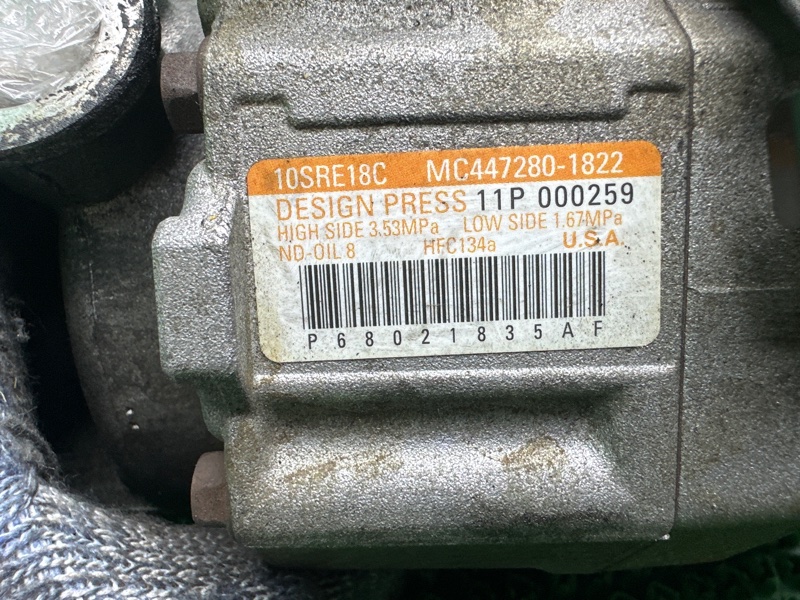 10SRE18C MC447280-1822
DESIGN PRESS 11P 000259
HIGH SIDE 3.53MPa LOW SIDE 1.67MPa
ND-OIL 8 HFC134a U.S.A.
P68021835AF